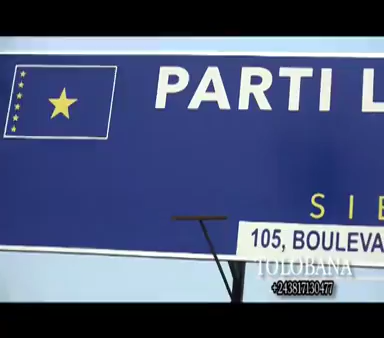 PARTI L
SIE
105, BOULEVA
TOLOBANA
+243817130477